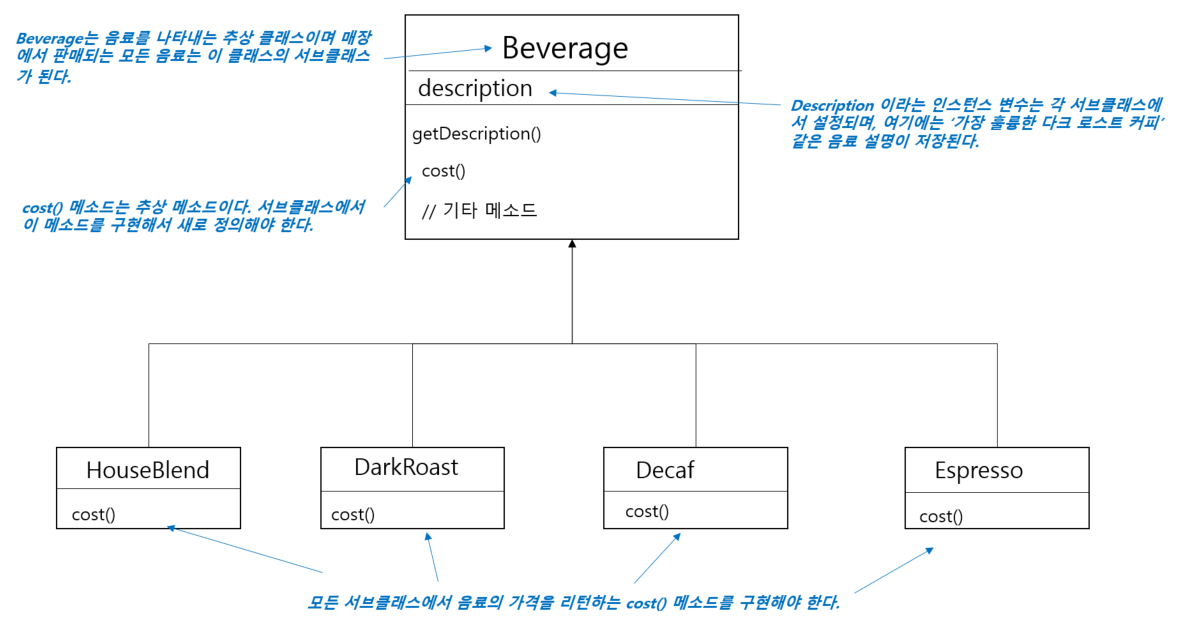 Beverage는 음료를 나타내는 추상 클래스이며 매장
에서 판매되는 모든 음료는 이 클래스의 서브클래스
가 된다.
Beverage
description
Description 이라는 인스턴스 변수는 각 서브클래스에
서 설정되며, 여기에는 '가장 훌륭한 다크 로스트 커피'
같은 음료 설명이 저장된다.
getDescription()
cost()
// 기타 메소드
cost() 메소드는 추상 메소드이다. 서브클래스에서
이 메소드를 구현해서 새로 정의해야 한다.
HouseBlend
cost()
DarkRoast
cost()
Decaf
cost()
Espresso
cost()
모든 서브클래스에서 음료의 가격을 리턴하는 cost() 메소드를 구현해야 한다.